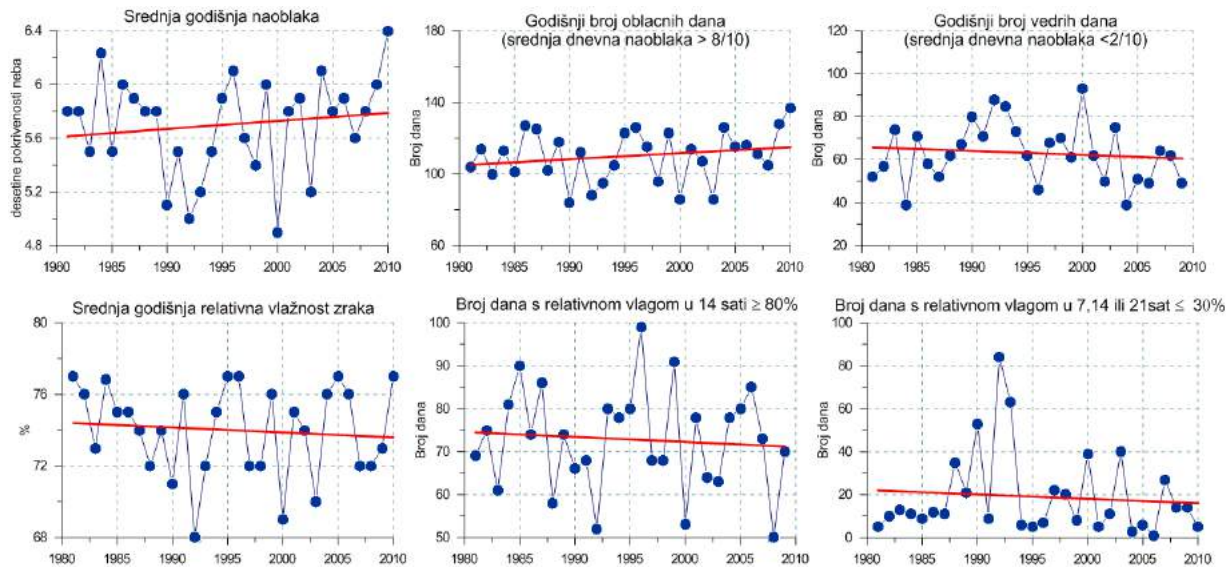 Srednja godišnja naoblaka
desetine pokrivenosti neba
6.4
6
5.6
5.2
4.8
1980 1985 1990 1995 2000 2005 2010
Godišnji broj oblacnih dana
(srednja dnevna naoblaka > 8/10)
Broj dana
180
140
100
60
1980 1985 1990 1995 2000 2005 2010
Godišnji broj vedrih dana
(srednja dnevna naoblaka <2/10)
Broj dana
120
100
80
60
40
20
1980 1985 1990 1995 2000 2005 2010
Srednja godišnja relativna vlažnost zraka
%
80
76
72
68
1980 1985 1990 1995 2000 2005 2010
Broj dana s relativnom vlagom u 14 sati ≥ 80%
Broj dana
100
90
80
70
60
50
1980 1985 1990 1995 2000 2005 2010
Broj dana s relativnom vlagom u 7,14 ili 21sat ≤ 30%
Broj dana
100
80
60
40
20
0
1980 1985 1990 1995 2000 2005 2010